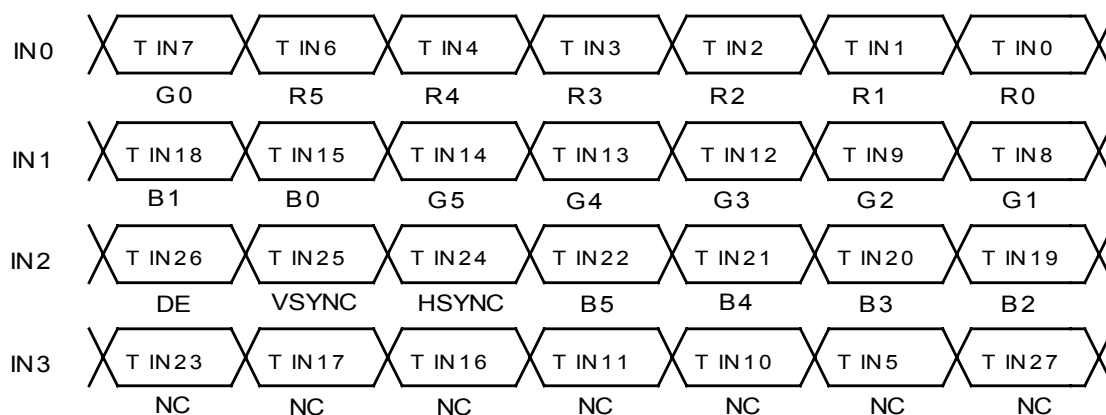 IN0 T IN7 T IN6 T IN4 T IN3 T IN2 T IN1 T IN0
G0 R5 R4 R3 R2 R1 R0
IN1 T IN18 T IN15 T IN14 T IN13 T IN12 T IN9 T IN8
B1 B0 G5 G4 G3 G2 G1
IN2 T IN26 T IN25 T IN24 T IN22 T IN21 T IN20 T IN19
DE VSYNC HSYNC B5 B4 B3 B2
IN3 T IN23 T IN17 T IN16 T IN11 T IN10 T IN5 T IN27
NC NC NC NC NC NC NC